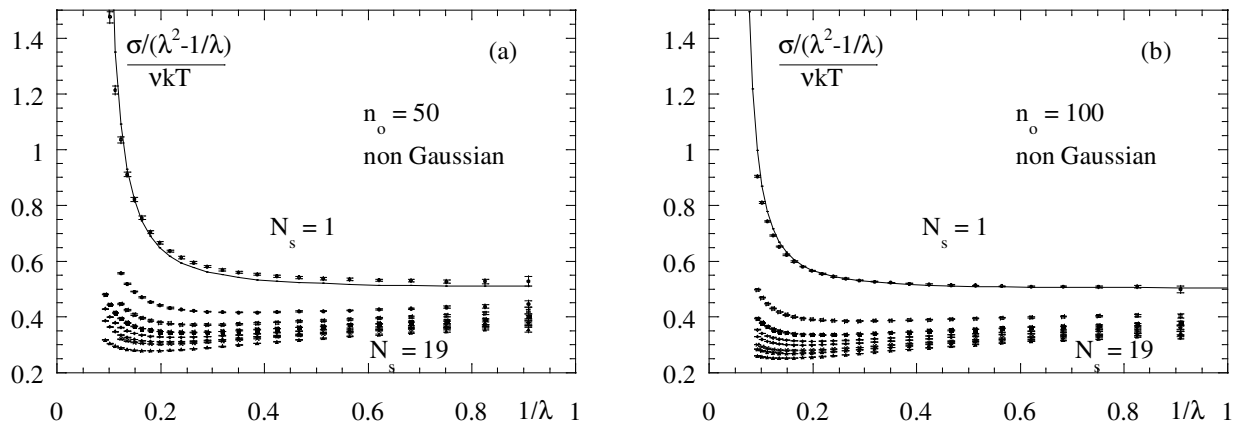 1.4
1.2
1
0.8
0.6
0.4
0.2
σ/(λ²-1/λ)
νkT
(a)
n_o = 50
non Gaussian
N_s = 1
N_s = 19
0 0.2 0.4 0.6 0.8 1/λ 1
1.4
1.2
1
0.8
0.6
0.4
0.2
σ/(λ²-1/λ)
νkT
(b)
n_o = 100
non Gaussian
N_s = 1
N_s = 19
0 0.2 0.4 0.6 0.8 1/λ 1